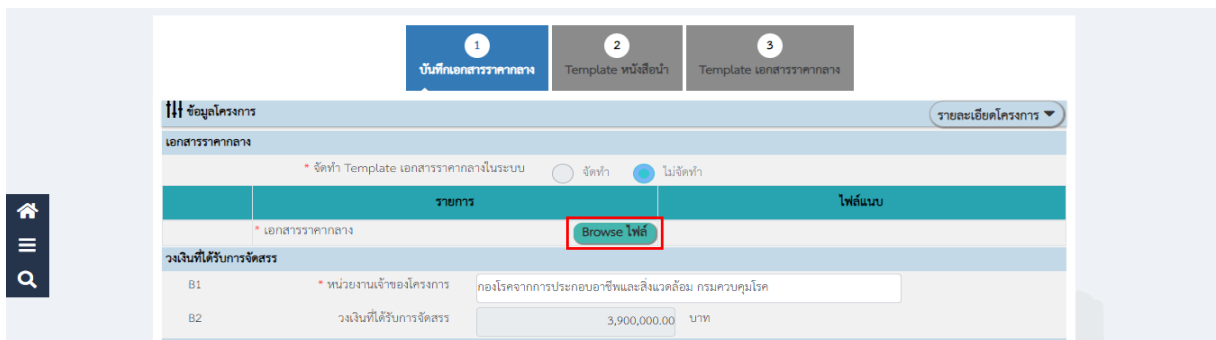 1 2 3
บันทึกเอกสารราคากลาง Template หนังสือนำ Template เอกสารราคากลาง
ข้อมูลโครงการ รายละเอียดโครงการ
เอกสารราคากลาง
* จัดทำ Template เอกสารราคากลางในระบบ จัดทำ ไม่จัดทำ
รายการ ไฟล์แนบ
* เอกสารราคากลาง Browse ไฟล์
วงเงินที่ได้รับการจัดสรร
B1 * หน่วยงานเจ้าของโครงการ กองโรคจากการประกอบอาชีพและสิ่งแวดล้อม กรมควบคุมโรค
B2 วงเงินที่ได้รับการจัดสรร 3,900,000.00 บาท